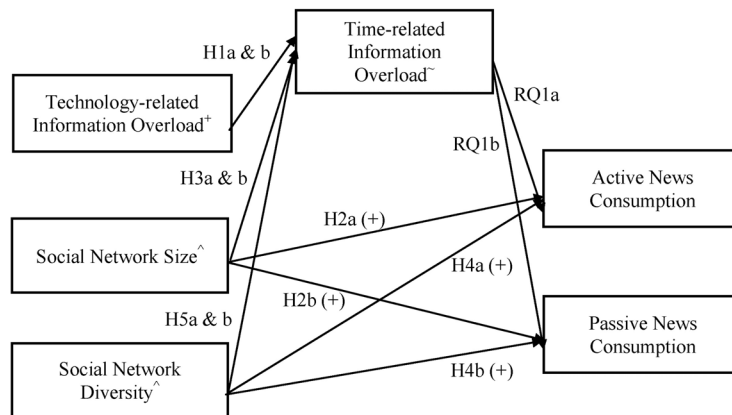 Time-related
Information
Overload~
H1a & b
Technology-related
Information Overload+
RQ1a
RQ1b
H3a & b
Active News
Consumption
H2a (+)
Social Network Size^
H4a (+)
H5a & b
H2b (+)
Passive News
Consumption
Social Network
Diversity^
H4b (+)